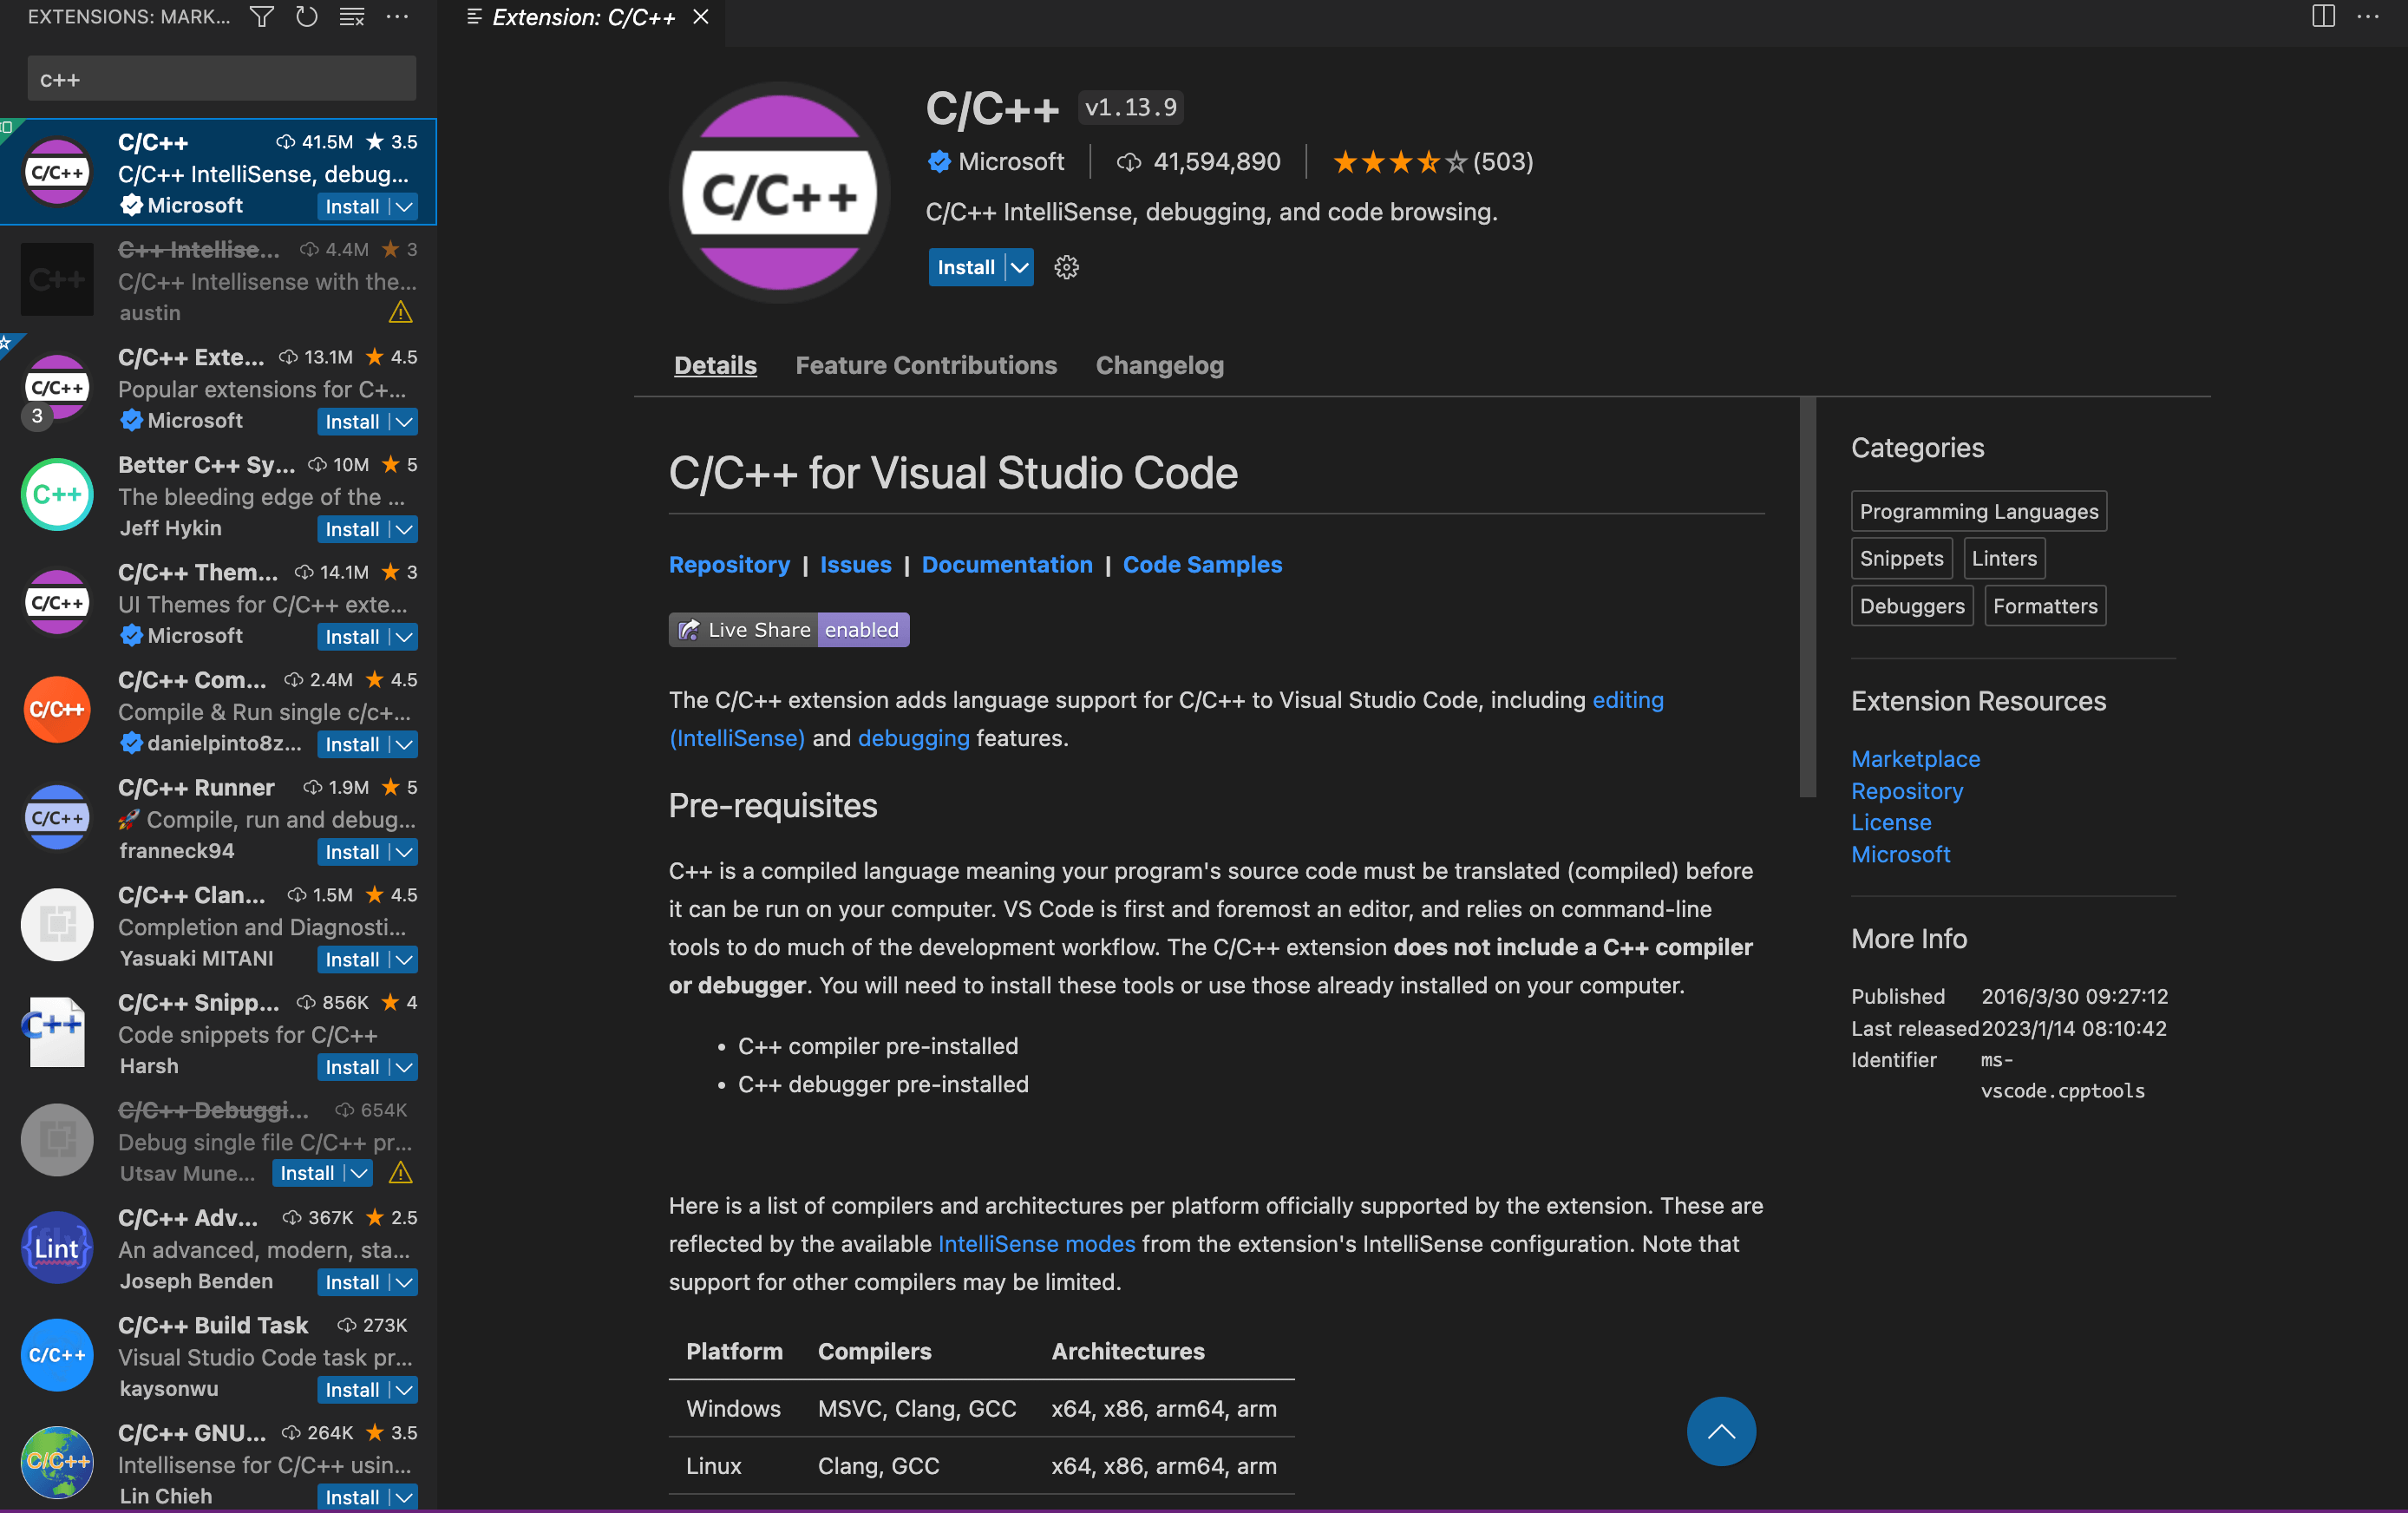 EXTENSIONS: MARK...
c++
C/C++ 41.5M 3.5
C/C++ IntelliSense, debug...
Microsoft Install
C++ Intellise... 4.4M 3
C/C++ Intellisense with the...
austin
C/C++ Exte... 13.1M 4.5
Popular extensions for C+...
3 Microsoft Install
Better C++ Sy... 10M 5
The bleeding edge of the ...
Jeff Hykin Install
C/C++ Them... 14.1M 3
UI Themes for C/C++ exte...
Microsoft Install
C/C++ Com... 2.4M 4.5
Compile & Run single c/c+...
danielpinto8z... Install
C/C++ Runner 1.9M 5
🚀 Compile, run and debug...
franneck94 Install
C/C++ Clan... 1.5M 4.5
Completion and Diagnosti...
Yasuaki MITANI Install
C/C++ Snipp... 856K 4
Code snippets for C/C++
Harsh Install
C/C++ Debuggi... 654K
Debug single file C/C++ pr...
Utsav Mune... Install
C/C++ Adv... 367K 2.5
An advanced, modern, sta...
Joseph Benden Install
C/C++ Build Task 273K
Visual Studio Code task pr...
kaysonwu Install
C/C++ GNU... 264K 3.5
Intellisense for C/C++ usin...
Lin Chieh Install
C/C++
C++
C/C++
C++
C/C++
C/C++
C/C++
C++
{Lint}
C/C++
C/C++
Extension: C/C++
C/C++
C/C++ v1.13.9
Microsoft | 41,594,890 | (503)
C/C++ IntelliSense, debugging, and code browsing.
Install
Details Feature Contributions Changelog
C/C++ for Visual Studio Code
Repository | Issues | Documentation | Code Samples
Live Share enabled
The C/C++ extension adds language support for C/C++ to Visual Studio Code, including editing
(IntelliSense) and debugging features.
Pre-requisites
C++ is a compiled language meaning your program's source code must be translated (compiled) before
it can be run on your computer. VS Code is first and foremost an editor, and relies on command-line
tools to do much of the development workflow. The C/C++ extension does not include a C++ compiler
or debugger. You will need to install these tools or use those already installed on your computer.
• C++ compiler pre-installed
• C++ debugger pre-installed
Here is a list of compilers and architectures per platform officially supported by the extension. These are
reflected by the available IntelliSense modes from the extension's IntelliSense configuration. Note that
support for other compilers may be limited.
Platform Compilers Architectures
Windows MSVC, Clang, GCC x64, x86, arm64, arm
Linux Clang, GCC x64, x86, arm64, arm
Categories
Programming Languages
Snippets Linters
Debuggers Formatters
Extension Resources
Marketplace
Repository
License
Microsoft
More Info
Published 2016/3/30 09:27:12
Last released 2023/1/14 08:10:42
Identifier ms-
vscode.cpptools